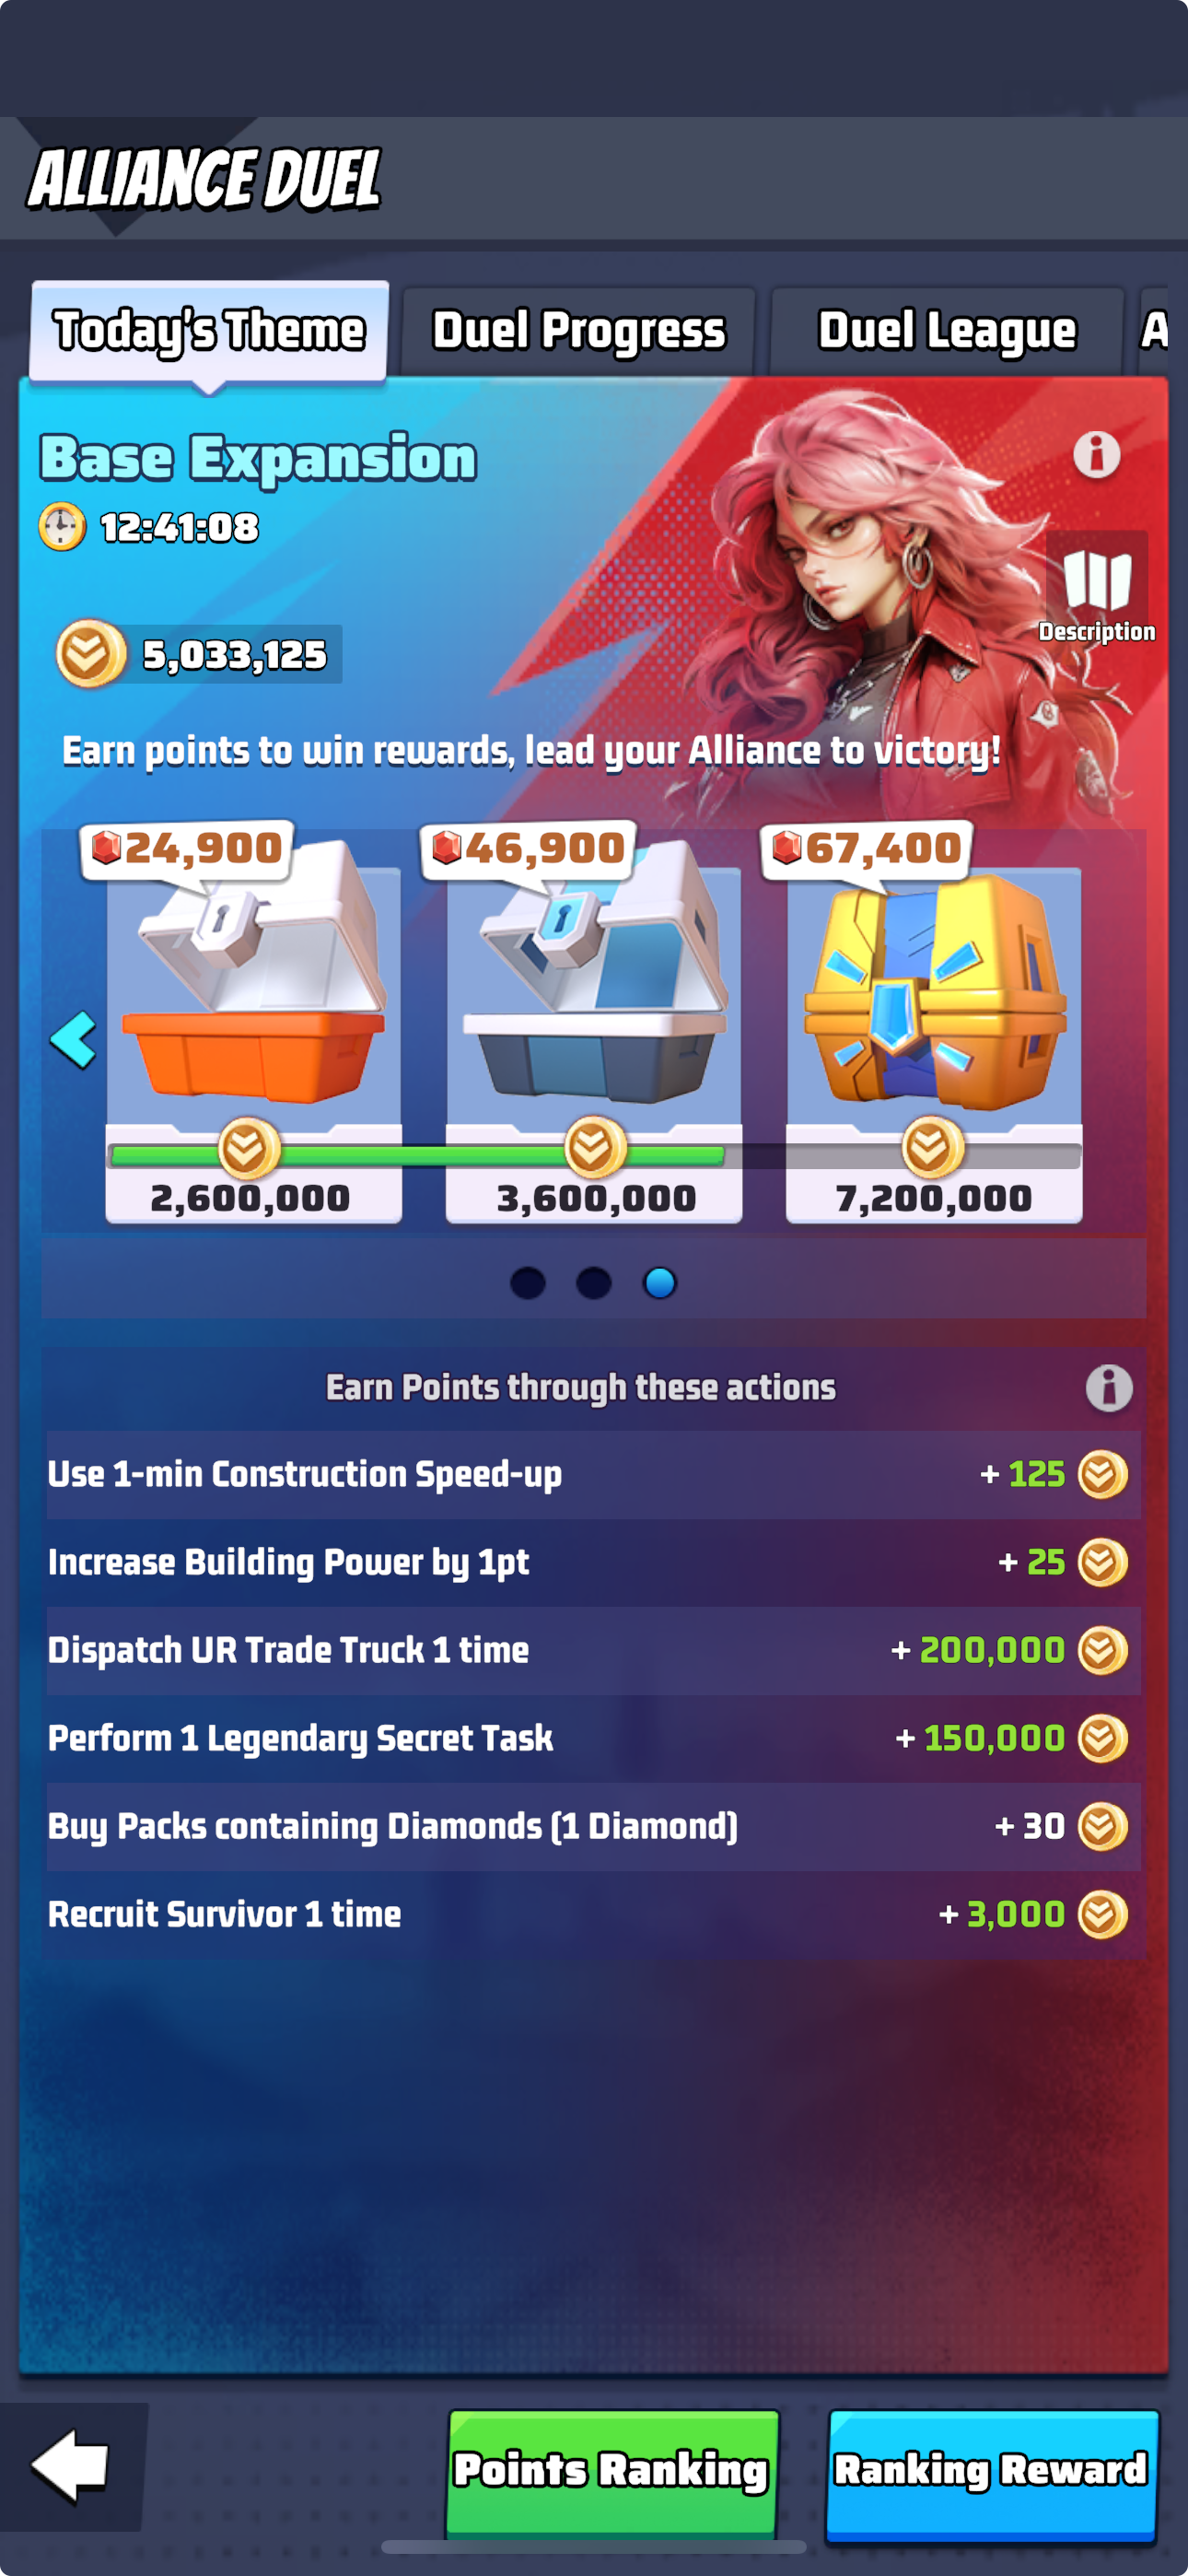 ALLIANCE DUEL
Today's Theme
Duel Progress
Duel League
A
Base Expansion
12:41:08
Description
5,033,125
Earn points to win rewards, lead your Alliance to victory!
24,900
46,900
67,400
2,600,000
3,600,000
7,200,000
Earn Points through these actions
Use 1-min Construction Speed-up + 125
Increase Building Power by 1pt + 25
Dispatch UR Trade Truck 1 time + 200,000
Perform 1 Legendary Secret Task + 150,000
Buy Packs containing Diamonds (1 Diamond) + 30
Recruit Survivor 1 time + 3,000
Points Ranking
Ranking Reward